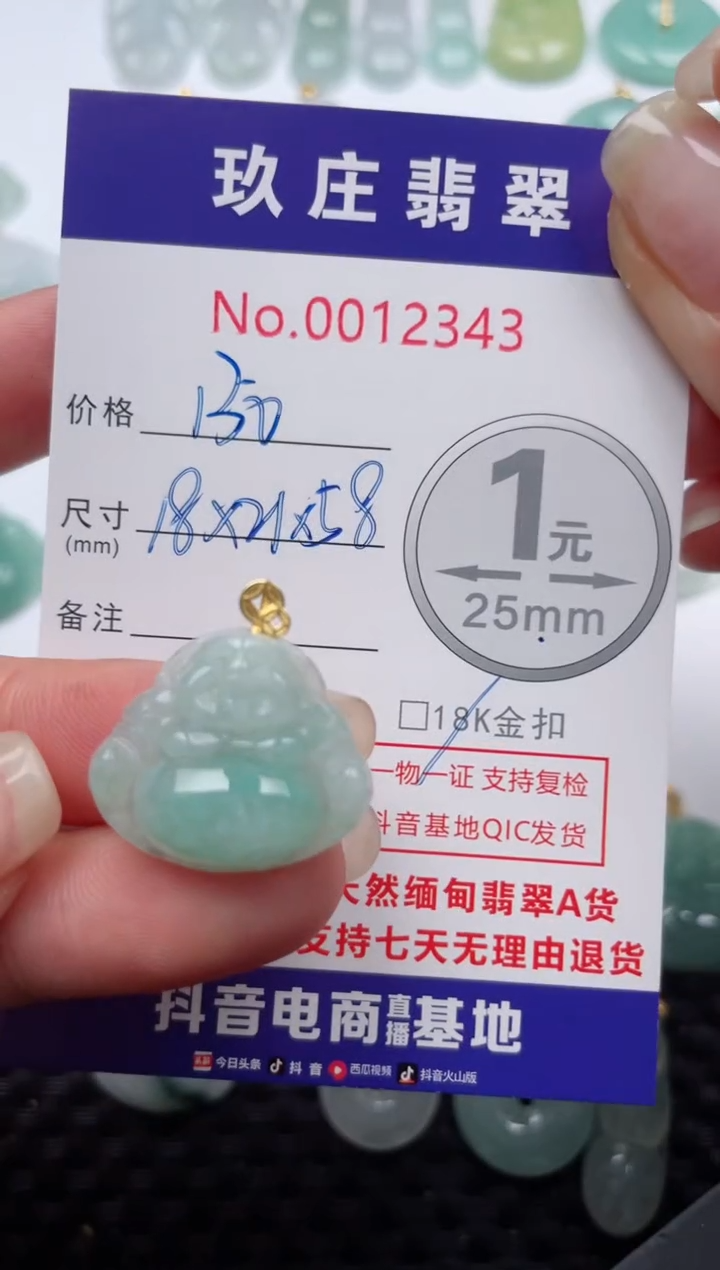 玖庄翡翠
No.0012343
价格 150
尺寸 18×21×58
(mm)
备注
1元
25mm
□18K金扣
一物一证 支持复检
抖音基地QIC发货
天然缅甸翡翠A货
支持七天无理由退货
抖音电商直播基地
今日头条 抖音 西瓜视频 抖音火山版